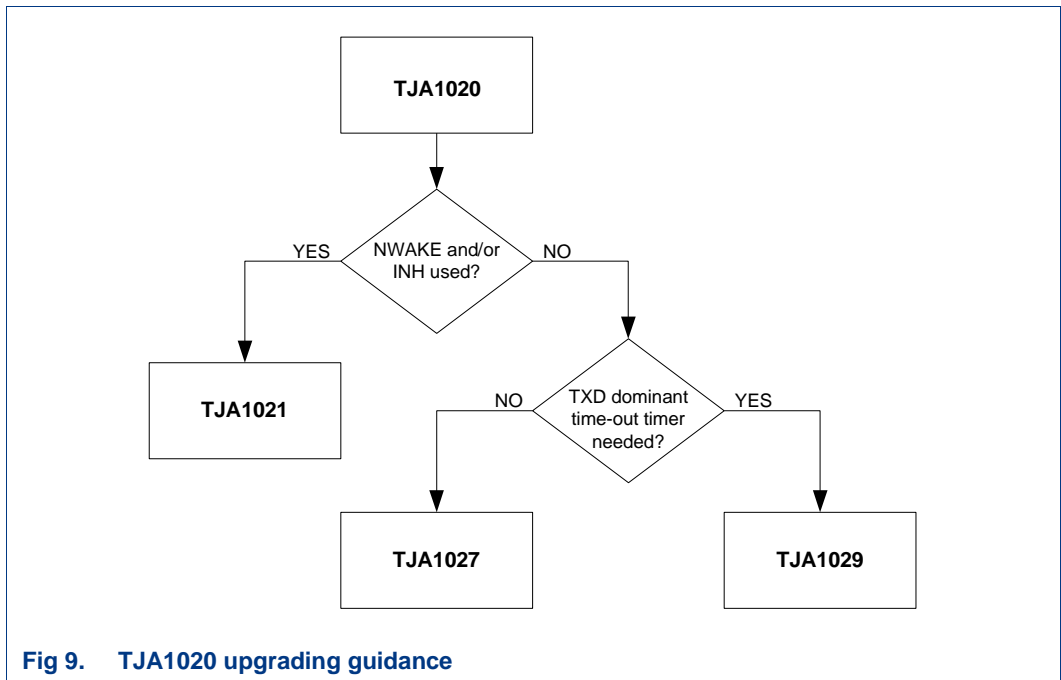 TJA1020
NWAKE and/or
INH used?
YES
NO
TJA1021
TXD dominant
time-out timer
needed?
NO
YES
TJA1027
TJA1029
Fig 9. TJA1020 upgrading guidance